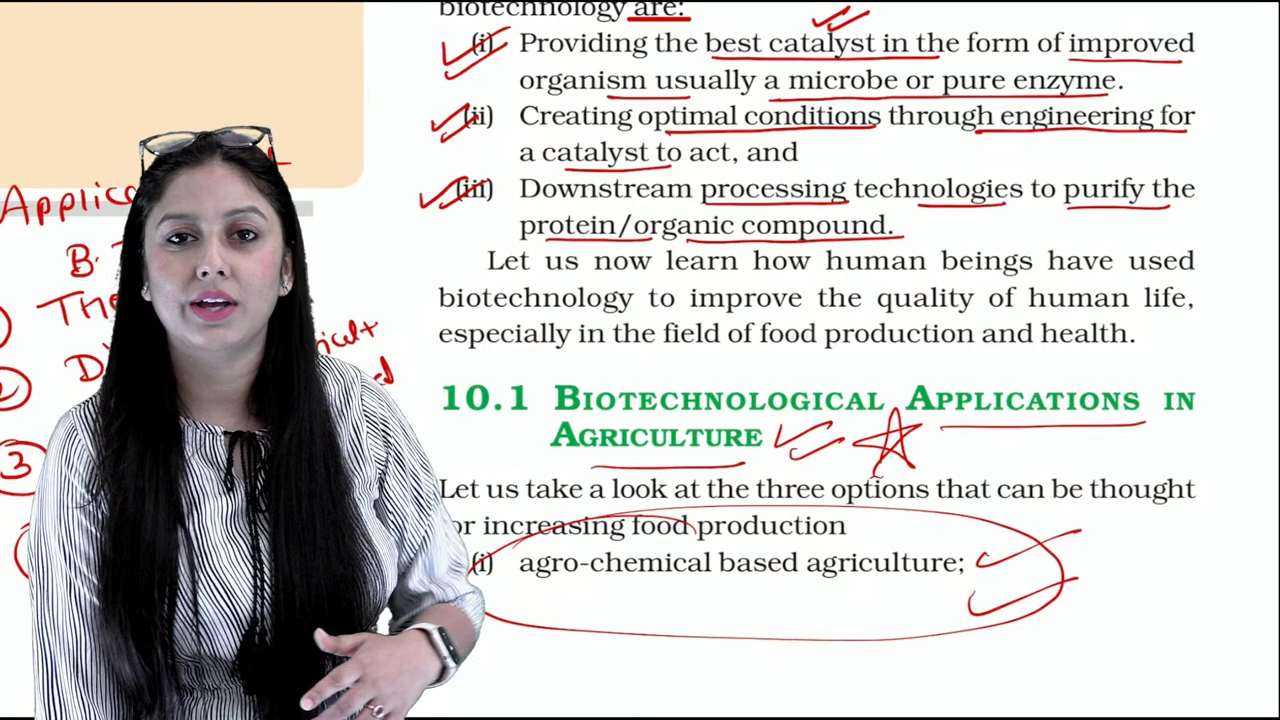 biotechnology are:
(i) Providing the best catalyst in the form of improved
organism usually a microbe or pure enzyme.
(ii) Creating optimal conditions through engineering for
a catalyst to act, and
(iii) Downstream processing technologies to purify the
protein/organic compound.
Let us now learn how human beings have used
biotechnology to improve the quality of human life,
especially in the field of food production and health.
10.1 BIOTECHNOLOGICAL APPLICATIONS IN
AGRICULTURE
Let us take a look at the three options that can be thought
increasing food production
(i) agro-chemical based agriculture;
B.
3